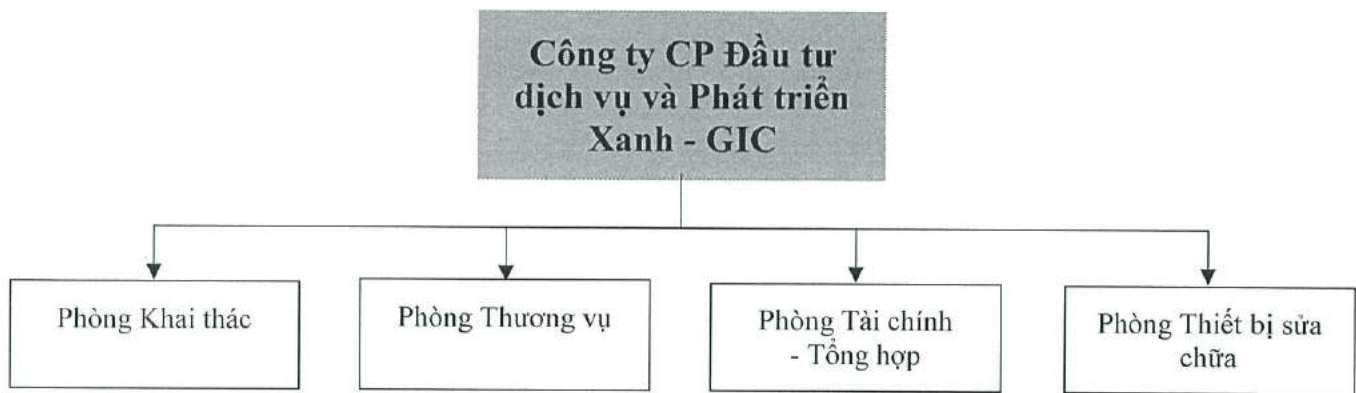 Công ty CP Đầu tư
dịch vụ và Phát triển
Xanh - GIC
Phòng Khai thác
Phòng Thương vụ
Phòng Tài chính
- Tổng hợp
Phòng Thiết bị sửa
chữa